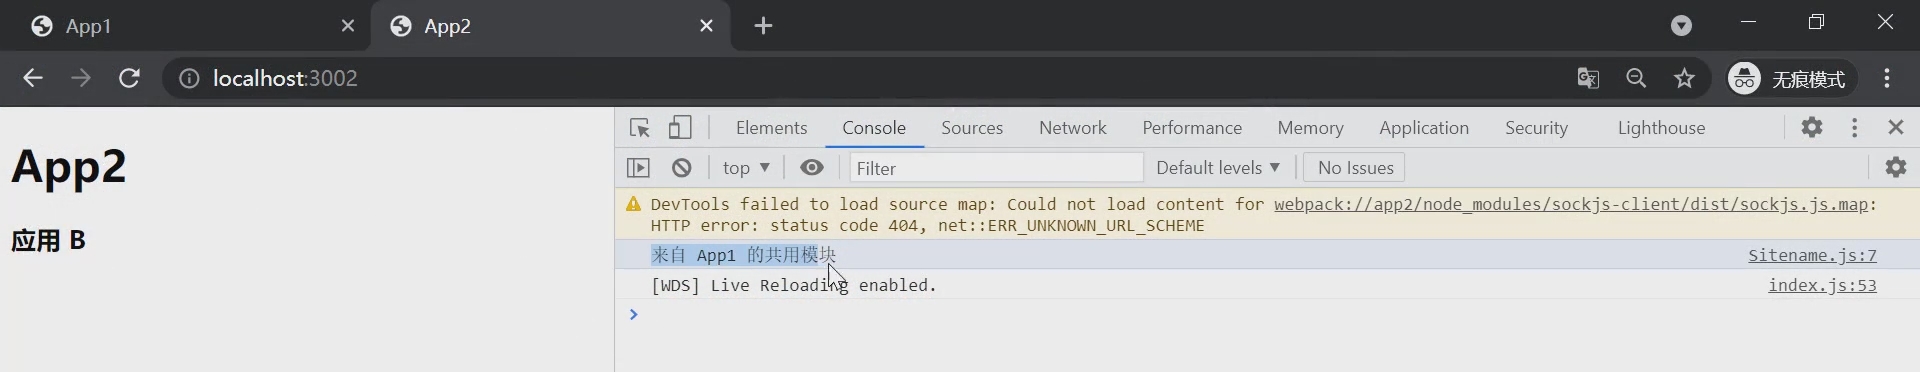 App1
App2
localhost:3002
无痕模式
App2
应用 B
Elements Console Sources Network Performance Memory Application Security Lighthouse
top Filter Default levels No Issues
DevTools failed to load source map: Could not load content for webpack://app2/node_modules/sockjs-client/dist/sockjs.js.map:
HTTP error: status code 404, net::ERR_UNKNOWN_URL_SCHEME
来自 App1 的共用模块 Sitename.js:7
[WDS] Live Reloading enabled. index.js:53